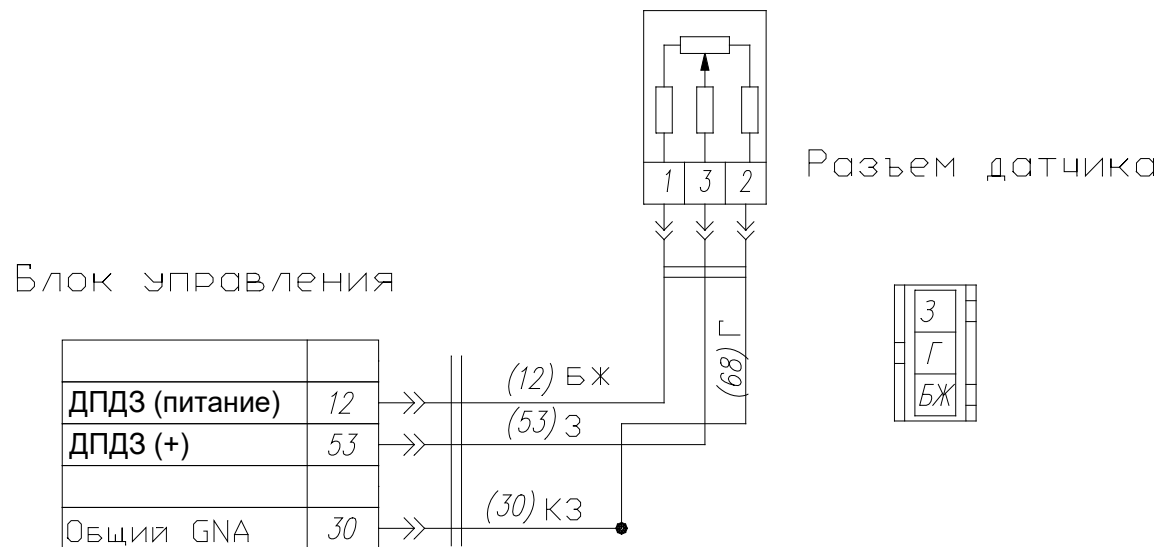 1 3 2
Разъем датчика
Блок управления
З
Г
БЖ
(68) Г
(12) БЖ
ДПДЗ (питание) 12
(53) З
ДПДЗ (+) 53
(30) КЗ
Общий GNA 30